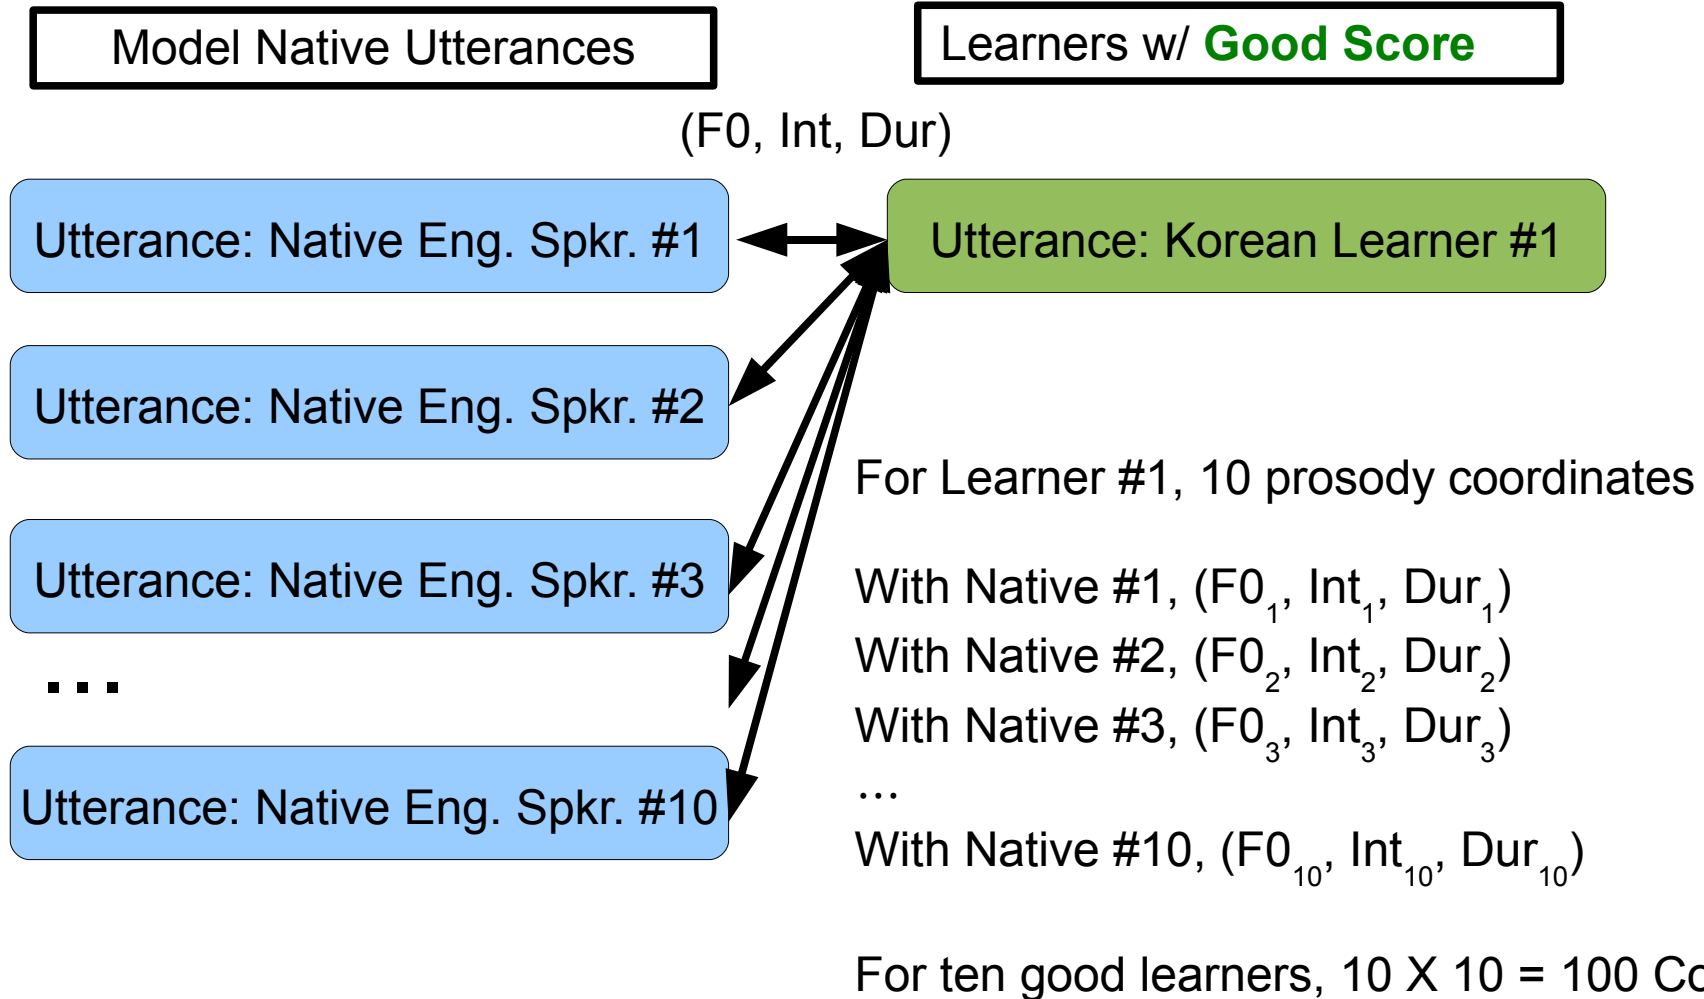 Model Native Utterances
Learners w/ Good Score
(F0, Int, Dur)
Utterance: Native Eng. Spkr. #1
Utterance: Korean Learner #1
Utterance: Native Eng. Spkr. #2
Utterance: Native Eng. Spkr. #3
...
Utterance: Native Eng. Spkr. #10
For Learner #1, 10 prosody coordinates
With Native #1, (F0₁, Int₁, Dur₁)
With Native #2, (F0₂, Int₂, Dur₂)
With Native #3, (F0₃, Int₃, Dur₃)
...
With Native #10, (F0₁₀, Int₁₀, Dur₁₀)
For ten good learners, 10 X 10 = 100